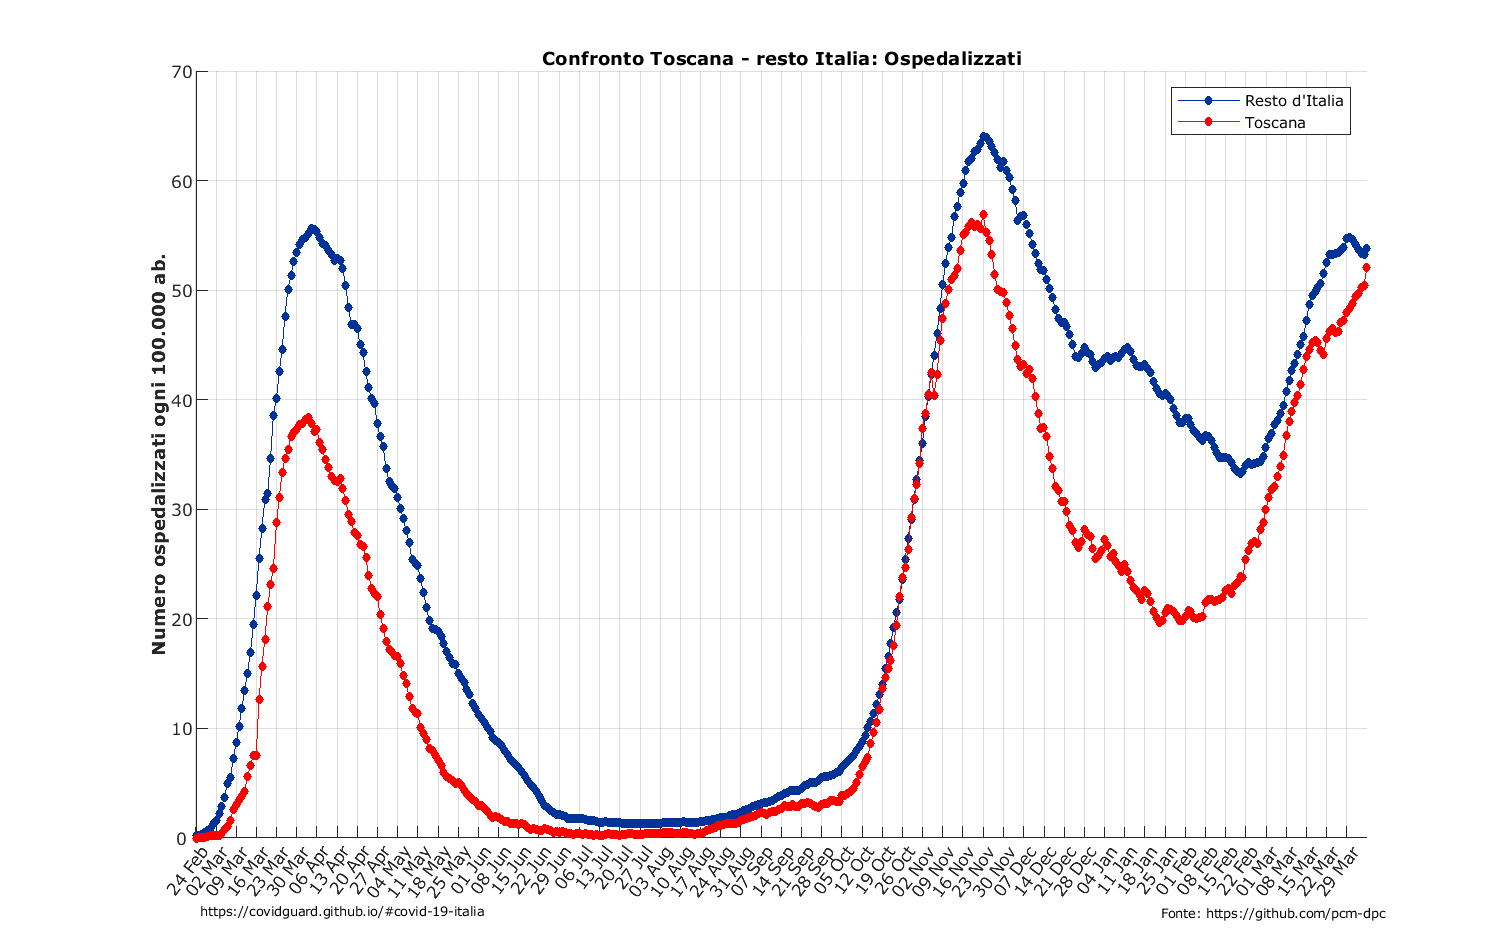 Confronto Toscana - resto Italia: Ospedalizzati
Resto d'Italia
Toscana
Numero ospedalizzati ogni 100.000 ab.
70
60
50
40
30
20
10
0
24 Feb
02 Mar
09 Mar
16 Mar
23 Mar
30 Mar
06 Apr
13 Apr
20 Apr
27 Apr
04 May
11 May
18 May
25 May
01 Jun
08 Jun
15 Jun
22 Jun
29 Jun
06 Jul
13 Jul
20 Jul
27 Jul
03 Aug
10 Aug
17 Aug
24 Aug
31 Aug
07 Sep
14 Sep
21 Sep
28 Sep
05 Oct
12 Oct
19 Oct
26 Oct
02 Nov
09 Nov
16 Nov
23 Nov
30 Nov
07 Dec
14 Dec
21 Dec
28 Dec
04 Jan
11 Jan
18 Jan
25 Jan
01 Feb
08 Feb
15 Feb
22 Feb
01 Mar
08 Mar
15 Mar
22 Mar
29 Mar
https://covidguard.github.io/#covid-19-italia
Fonte: https://github.com/pcm-dpc